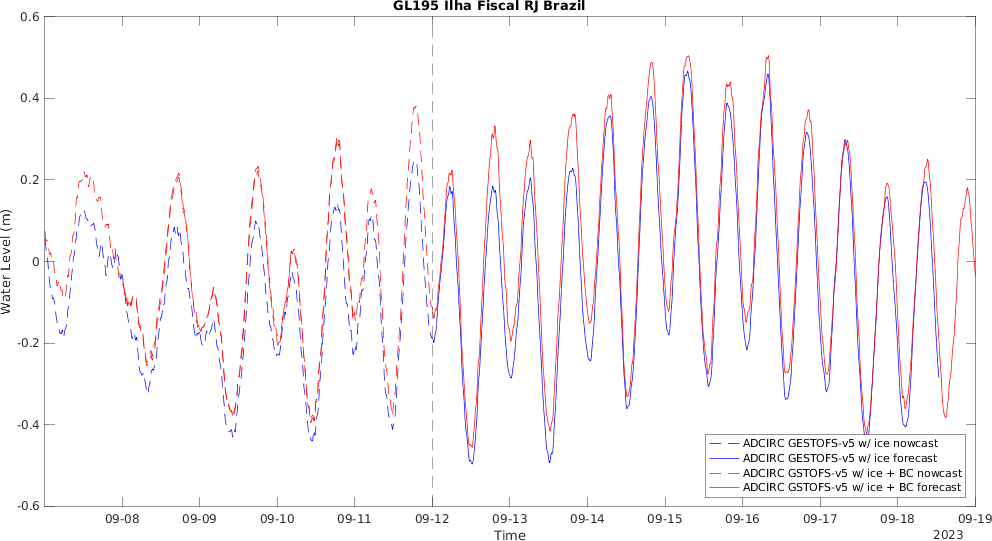 GL195 Ilha Fiscal RJ Brazil
0.6
0.4
0.2
0
-0.2
-0.4
-0.6
Water Level (m)
ADCIRC GESTOFS-v5 w/ ice nowcast
ADCIRC GESTOFS-v5 w/ ice forecast
ADCIRC GSTOFS-v5 w/ ice + BC nowcast
ADCIRC GSTOFS-v5 w/ ice + BC forecast
09-08 09-09 09-10 09-11 09-12 09-13 09-14 09-15 09-16 09-17 09-18 09-19
Time
2023